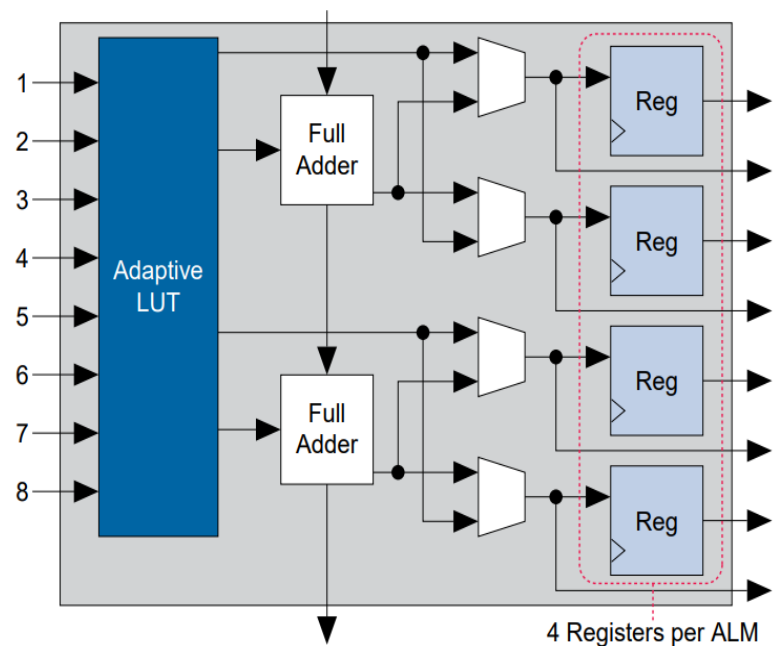 1
2
3
4
5
6
7
8
Adaptive
LUT
Full
Adder
Full
Adder
Reg
Reg
Reg
Reg
4 Registers per ALM